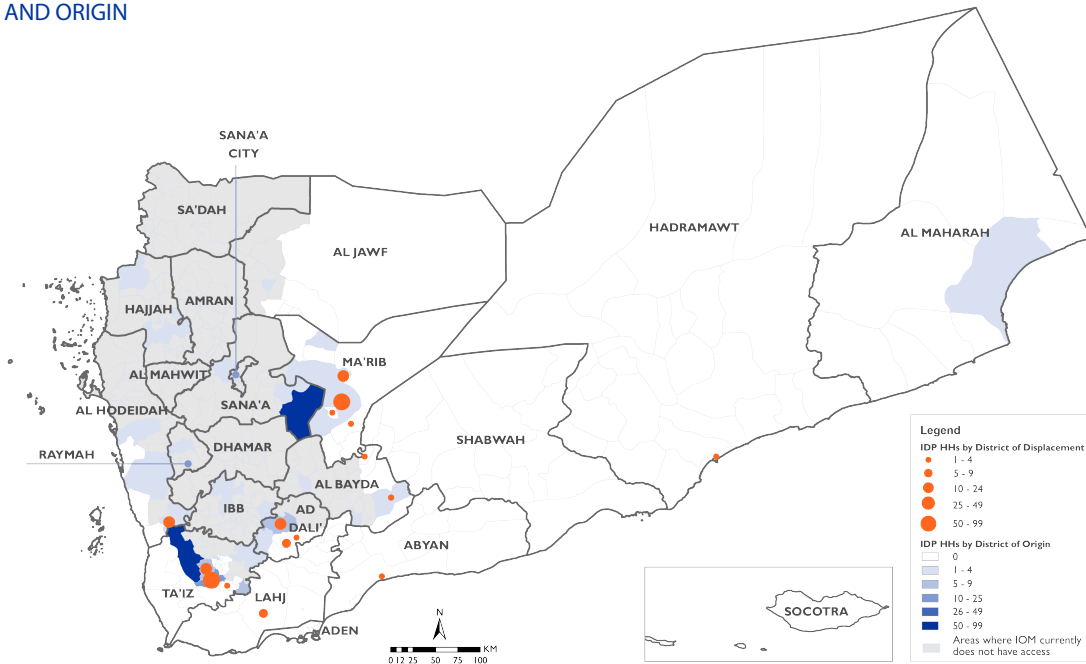 AND ORIGIN
SANA'A
CITY
SA'DAH
AL JAWF
HADRAMAWT
AL MAHARAH
HAJJAH
AMRAN
MA'RIB
AL MAHWIT
AL HODEIDAH
SANA'A
RAYMAH
DHAMAR
SHABWAH
AL BAYDA
IBB
AD
DALI'
ABYAN
TA'IZ
LAHJ
ADEN
SOCOTRA
N
KM
0 12 25 50 75 100
Legend
IDP HHs by District of Displacement
1 - 4
5 - 9
10 - 24
25 - 49
50 - 99
IDP HHs by District of Origin
0
1 - 4
5 - 9
10 - 25
26 - 49
50 - 99
Areas where IOM currently
does not have access